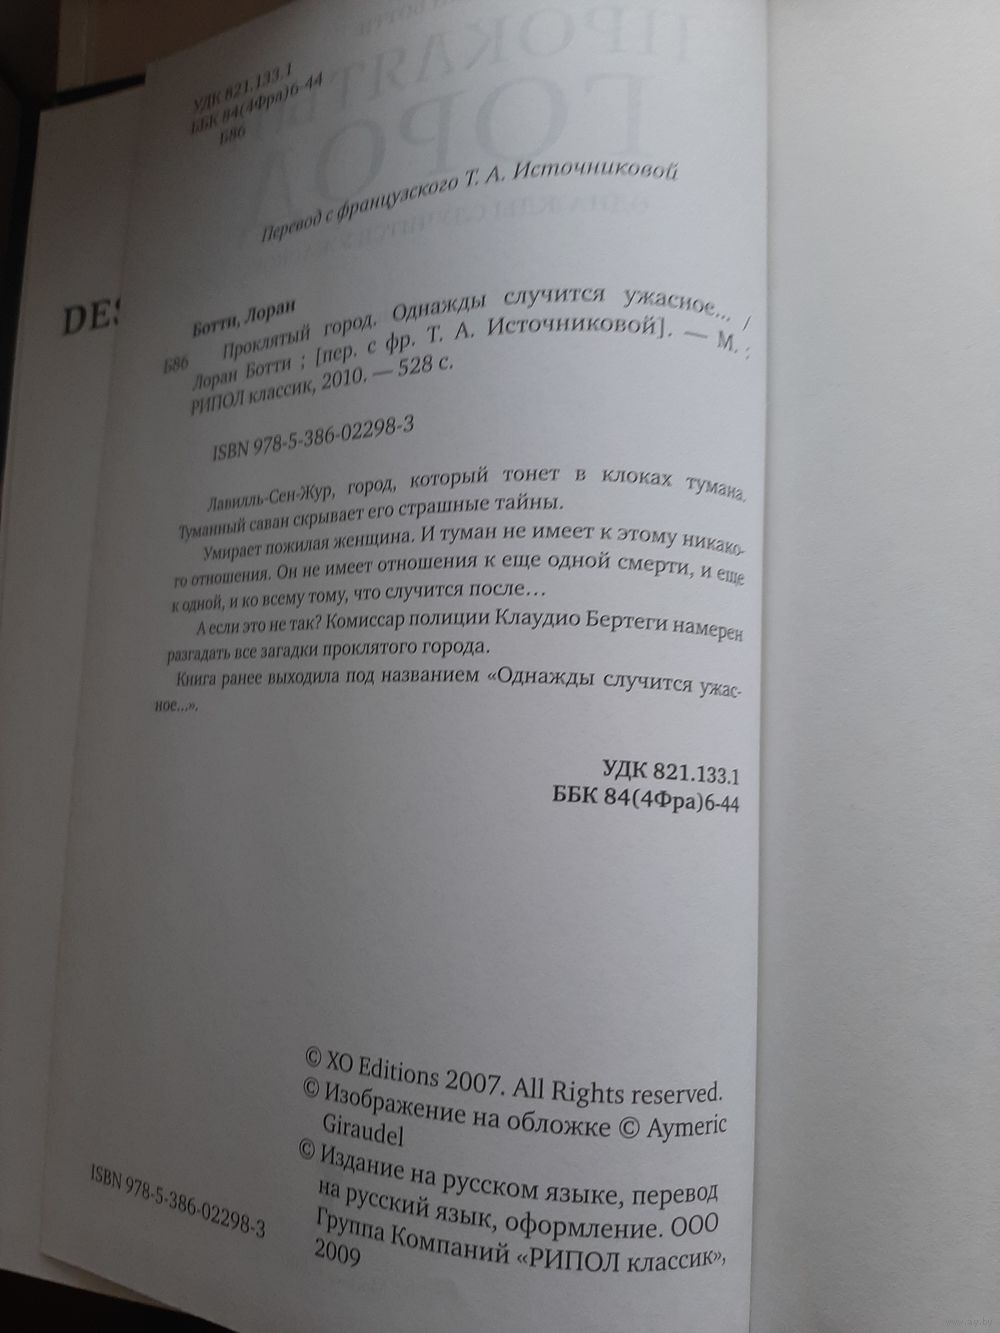 УДК 821.133.1
ББК 84(4Фра)6-44
Б86
ПРОКЛЯТЫЙ
ГОРОД
Перевод с французского Т. А. Источниковой
DES
Ботти, Лоран
Б86 Проклятый город. Однажды случится ужасное... /
Лоран Ботти ; [пер. с фр. Т. А. Источниковой]. — М. :
РИПОЛ классик, 2010. — 528 с.
ISBN 978-5-386-02298-3
Лавилль-Сен-Жур, город, который тонет в клоках тумана.
Туманный саван скрывает его страшные тайны.
Умирает пожилая женщина. И туман не имеет к этому никако-
го отношения. Он не имеет отношения к еще одной смерти, и еще
к одной, и ко всему тому, что случится после...
А если это не так? Комиссар полиции Клаудио Бертеги намерен
разгадать все загадки проклятого города.
Книга ранее выходила под названием «Однажды случится ужас-
ное...».
УДК 821.133.1
ББК 84(4Фра)6-44
© XO Editions 2007. All Rights reserved.
© Изображение на обложке © Aymeric
Giraudel
© Издание на русском языке, перевод
на русский язык, оформление. ООО
Группа Компаний «РИПОЛ классик»,
2009
ISBN 978-5-386-02298-3
www.ay.by